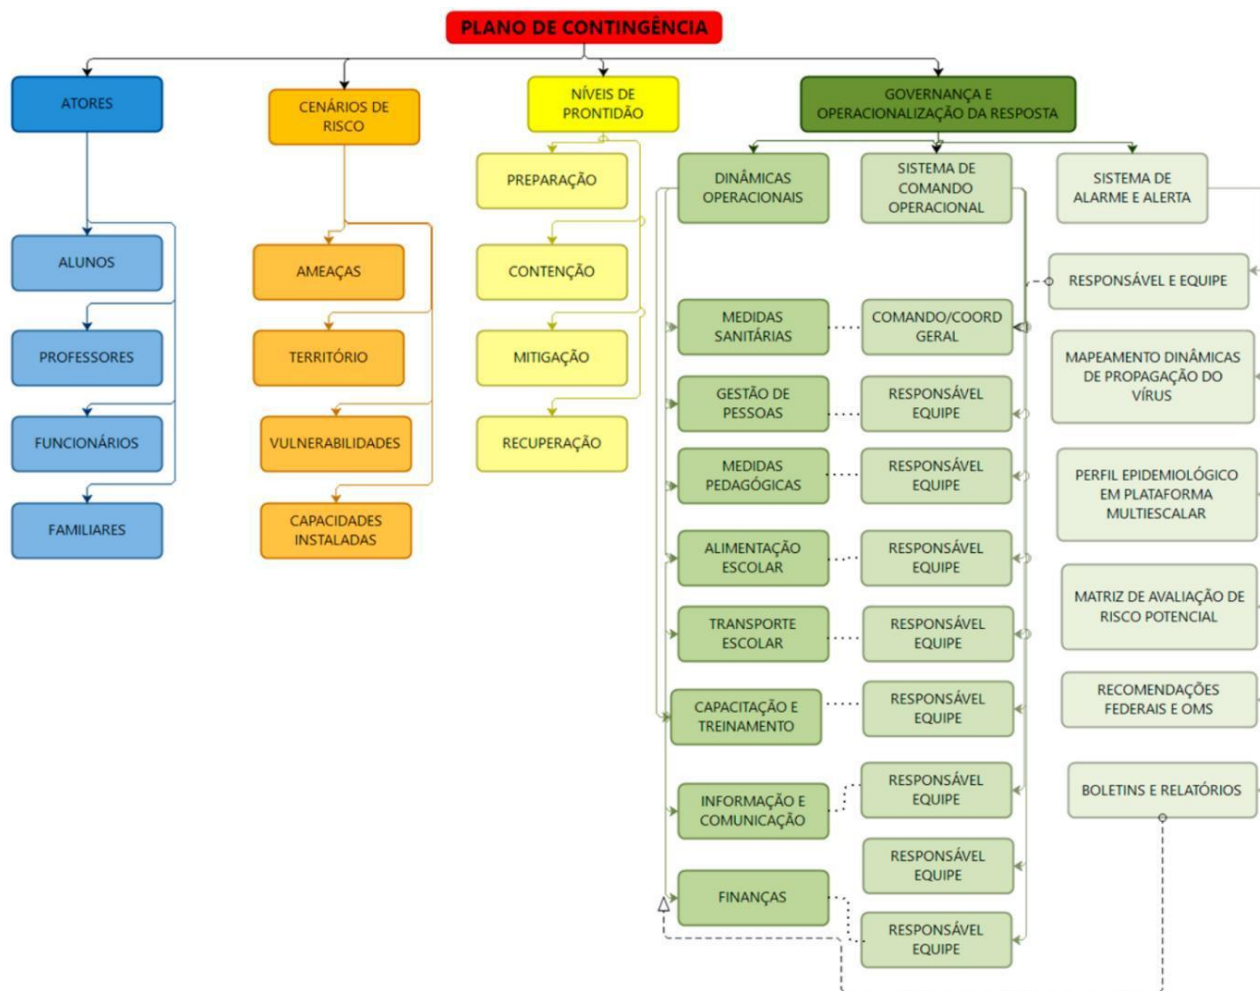 PLANO DE CONTINGÊNCIA
ATORES
CENÁRIOS DE
RISCO
NÍVEIS DE
PRONTIDÃO
GOVERNANÇA E
OPERACIONALIZAÇÃO DA RESPOSTA
ALUNOS
PROFESSORES
FUNCIONÁRIOS
FAMILIARES
AMEAÇAS
TERRITÓRIO
VULNERABILIDADES
CAPACIDADES
INSTALADAS
PREPARAÇÃO
CONTENÇÃO
MITIGAÇÃO
RECUPERAÇÃO
DINÂMICAS
OPERACIONAIS
MEDIDAS
SANITÁRIAS
GESTÃO DE
PESSOAS
MEDIDAS
PEDAGÓGICAS
ALIMENTAÇÃO
ESCOLAR
TRANSPORTE
ESCOLAR
CAPACITAÇÃO E
TREINAMENTO
INFORMAÇÃO E
COMUNICAÇÃO
FINANÇAS
SISTEMA DE
COMANDO
OPERACIONAL
COMANDO/COORD
GERAL
RESPONSÁVEL
EQUIPE
RESPONSÁVEL
EQUIPE
RESPONSÁVEL
EQUIPE
RESPONSÁVEL
EQUIPE
RESPONSÁVEL
EQUIPE
RESPONSÁVEL
EQUIPE
RESPONSÁVEL
EQUIPE
RESPONSÁVEL
EQUIPE
SISTEMA DE
ALARME E ALERTA
RESPONSÁVEL E EQUIPE
MAPEAMENTO DINÂMICAS
DE PROPAGAÇÃO DO
VÍRUS
PERFIL EPIDEMIOLÓGICO
EM PLATAFORMA
MULTIESCALAR
MATRIZ DE AVALIAÇÃO DE
RISCO POTENCIAL
RECOMENDAÇÕES
FEDERAIS E OMS
BOLETINS E RELATÓRIOS